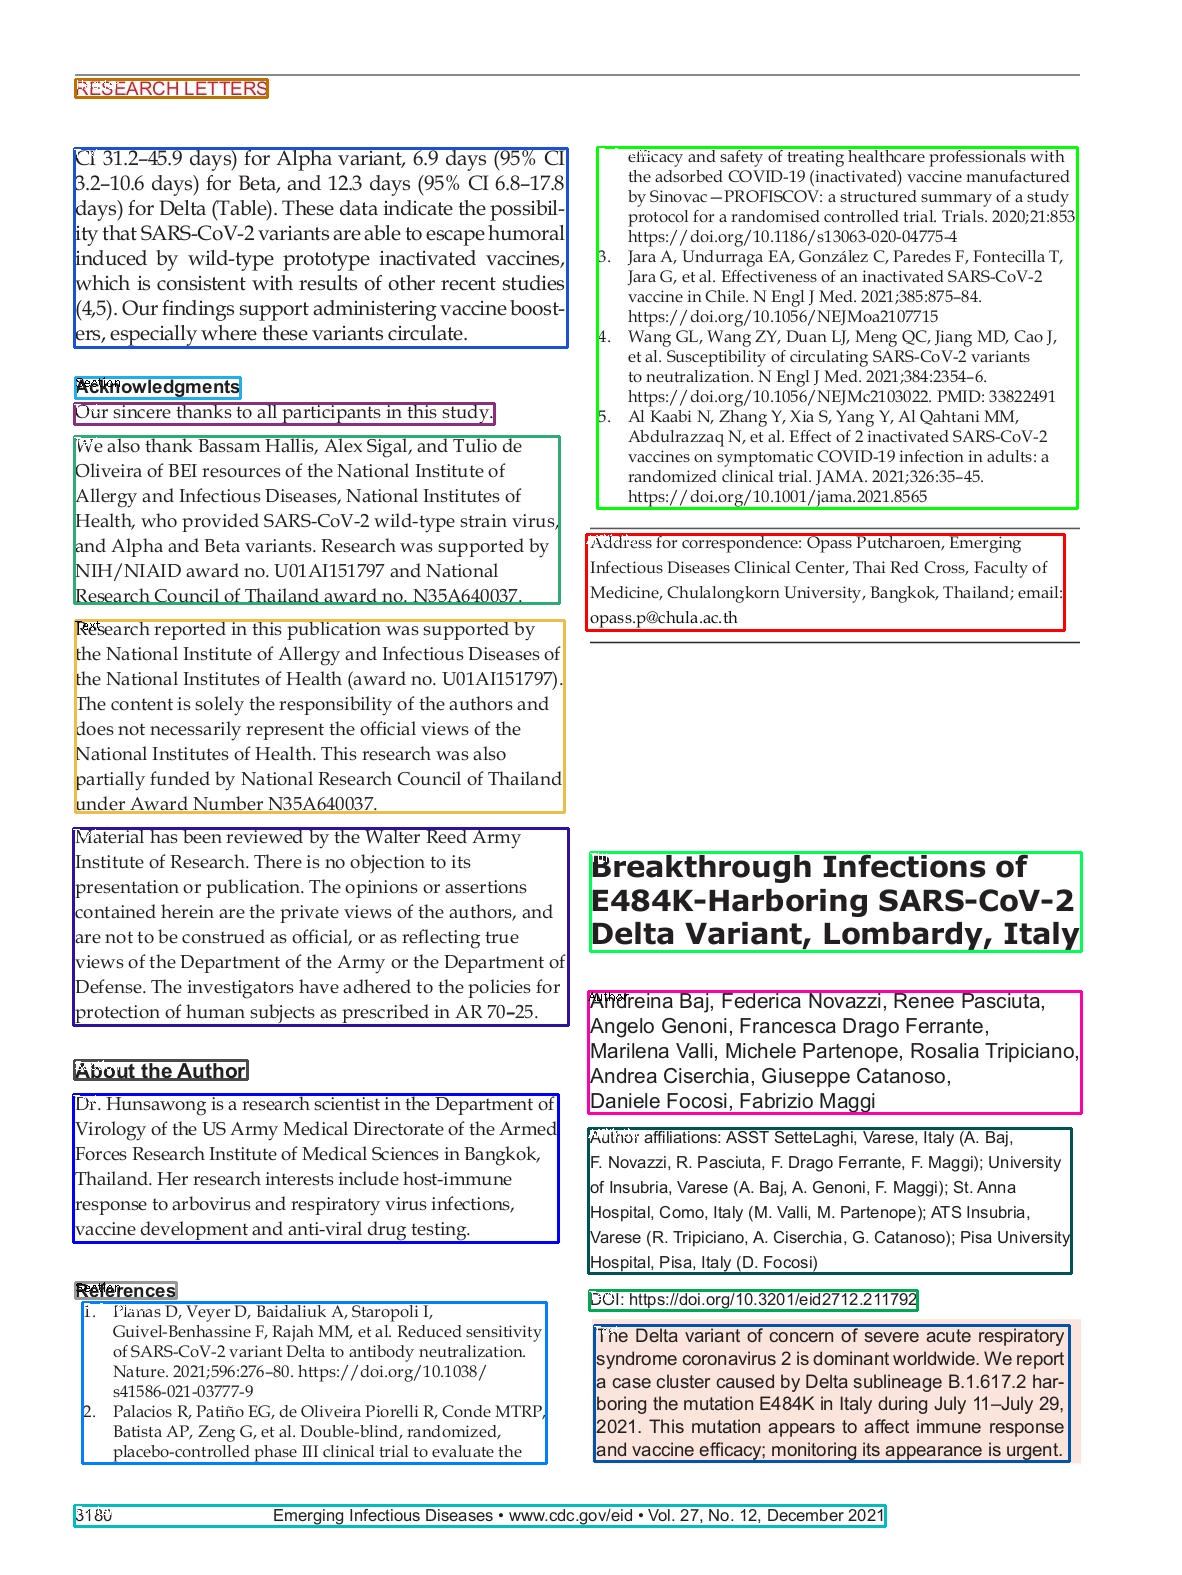 RESEARCH LETTERS
CI 31.2–45.9 days) for Alpha variant, 6.9 days (95% CI
3.2–10.6 days) for Beta, and 12.3 days (95% CI 6.8–17.8
days) for Delta (Table). These data indicate the possibil-
ity that SARS-CoV-2 variants are able to escape humoral
induced by wild-type prototype inactivated vaccines,
which is consistent with results of other recent studies
(4,5). Our findings support administering vaccine boost-
ers, especially where these variants circulate.
Acknowledgments
Our sincere thanks to all participants in this study.
We also thank Bassam Hallis, Alex Sigal, and Tulio de
Oliveira of BEI resources of the National Institute of
Allergy and Infectious Diseases, National Institutes of
Health, who provided SARS-CoV-2 wild-type strain virus,
and Alpha and Beta variants. Research was supported by
NIH/NIAID award no. U01AI151797 and National
Research Council of Thailand award no. N35A640037.
Research reported in this publication was supported by
the National Institute of Allergy and Infectious Diseases of
the National Institutes of Health (award no. U01AI151797).
The content is solely the responsibility of the authors and
does not necessarily represent the official views of the
National Institutes of Health. This research was also
partially funded by National Research Council of Thailand
under Award Number N35A640037.
Material has been reviewed by the Walter Reed Army
Institute of Research. There is no objection to its
presentation or publication. The opinions or assertions
contained herein are the private views of the authors, and
are not to be construed as official, or as reflecting true
views of the Department of the Army or the Department of
Defense. The investigators have adhered to the policies for
protection of human subjects as prescribed in AR 70–25.
About the Author
Dr. Hunsawong is a research scientist in the Department of
Virology of the US Army Medical Directorate of the Armed
Forces Research Institute of Medical Sciences in Bangkok,
Thailand. Her research interests include host-immune
response to arbovirus and respiratory virus infections,
vaccine development and anti-viral drug testing.
References
1. Planas D, Veyer D, Baidaliuk A, Staropoli I,
Guivel-Benhassine F, Rajah MM, et al. Reduced sensitivity
of SARS-CoV-2 variant Delta to antibody neutralization.
Nature. 2021;596:276–80. https://doi.org/10.1038/
s41586-021-03777-9
2. Palacios R, Patiño EG, de Oliveira Piorelli R, Conde MTRP,
Batista AP, Zeng G, et al. Double-blind, randomized,
placebo-controlled phase III clinical trial to evaluate the
efficacy and safety of treating healthcare professionals with
the adsorbed COVID-19 (inactivated) vaccine manufactured
by Sinovac—PROFISCOV: a structured summary of a study
protocol for a randomised controlled trial. Trials. 2020;21:853
https://doi.org/10.1186/s13063-020-04775-4
3. Jara A, Undurraga EA, González C, Paredes F, Fontecilla T,
Jara G, et al. Effectiveness of an inactivated SARS-CoV-2
vaccine in Chile. N Engl J Med. 2021;385:875–84.
https://doi.org/10.1056/NEJMoa2107715
4. Wang GL, Wang ZY, Duan LJ, Meng QC, Jiang MD, Cao J,
et al. Susceptibility of circulating SARS-CoV-2 variants
to neutralization. N Engl J Med. 2021;384:2354–6.
https://doi.org/10.1056/NEJMc2103022. PMID: 33822491
5. Al Kaabi N, Zhang Y, Xia S, Yang Y, Al Qahtani MM,
Abdulrazzaq N, et al. Effect of 2 inactivated SARS-CoV-2
vaccines on symptomatic COVID-19 infection in adults: a
randomized clinical trial. JAMA. 2021;326:35–45.
https://doi.org/10.1001/jama.2021.8565
Address for correspondence: Opass Putcharoen, Emerging
Infectious Diseases Clinical Center, Thai Red Cross, Faculty of
Medicine, Chulalongkorn University, Bangkok, Thailand; email:
opass.p@chula.ac.th
Breakthrough Infections of
E484K-Harboring SARS-CoV-2
Delta Variant, Lombardy, Italy
Andreina Baj, Federica Novazzi, Renee Pasciuta,
Angelo Genoni, Francesca Drago Ferrante,
Marilena Valli, Michele Partenope, Rosalia Tripiciano,
Andrea Ciserchia, Giuseppe Catanoso,
Daniele Focosi, Fabrizio Maggi
Author affiliations: ASST SetteLaghi, Varese, Italy (A. Baj,
F. Novazzi, R. Pasciuta, F. Drago Ferrante, F. Maggi); University
of Insubria, Varese (A. Baj, A. Genoni, F. Maggi); St. Anna
Hospital, Como, Italy (M. Valli, M. Partenope); ATS Insubria,
Varese (R. Tripiciano, A. Ciserchia, G. Catanoso); Pisa University
Hospital, Pisa, Italy (D. Focosi)
DOI: https://doi.org/10.3201/eid2712.211792
The Delta variant of concern of severe acute respiratory
syndrome coronavirus 2 is dominant worldwide. We report
a case cluster caused by Delta sublineage B.1.617.2 har-
boring the mutation E484K in Italy during July 11–July 29,
2021. This mutation appears to affect immune response
and vaccine efficacy; monitoring its appearance is urgent.
3180 Emerging Infectious Diseases • www.cdc.gov/eid • Vol. 27, No. 12, December 2021